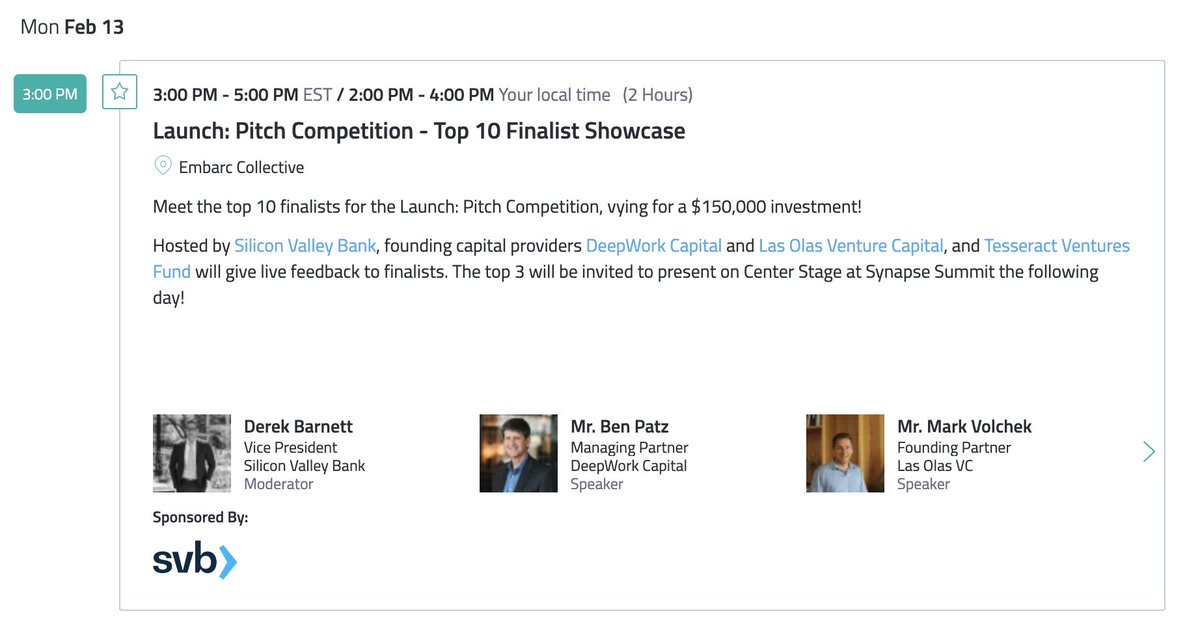 Mon Feb 13
3:00 PM
3:00 PM - 5:00 PM EST / 2:00 PM - 4:00 PM Your local time (2 Hours)
Launch: Pitch Competition - Top 10 Finalist Showcase
Embarc Collective
Meet the top 10 finalists for the Launch: Pitch Competition, vying for a $150,000 investment!
Hosted by Silicon Valley Bank, founding capital providers DeepWork Capital and Las Olas Venture Capital, and Tesseract Ventures
Fund will give live feedback to finalists. The top 3 will be invited to present on Center Stage at Synapse Summit the following
day!
Derek Barnett
Vice President
Silicon Valley Bank
Moderator
Mr. Ben Patz
Managing Partner
DeepWork Capital
Speaker
Mr. Mark Volchek
Founding Partner
Las Olas VC
Speaker
Sponsored By:
svb